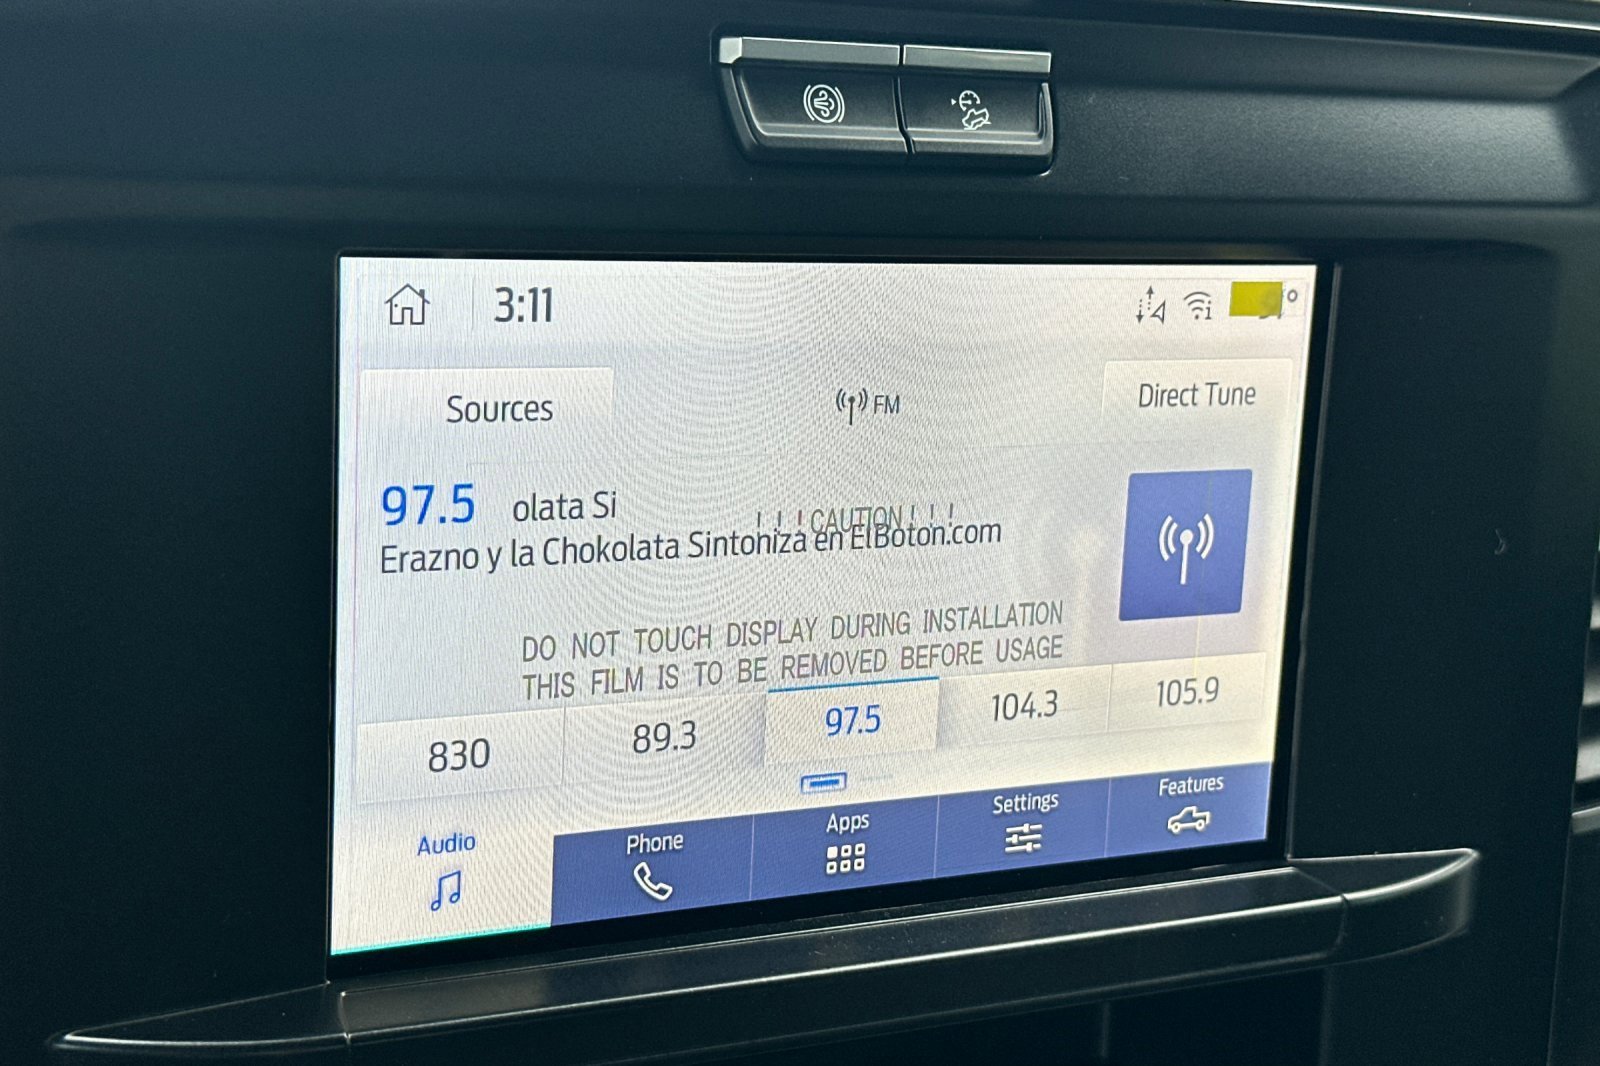 3:11
Sources
FM
Direct Tune
97.5 olata Si
! ! ! CAUTION ! ! !
Erazno y la Chokolata Sintoniza en ElBoton.com
DO NOT TOUCH DISPLAY DURING INSTALLATION
THIS FILM IS TO BE REMOVED BEFORE USAGE
830 89.3 97.5 104.3 105.9
Audio Phone Apps Settings Features